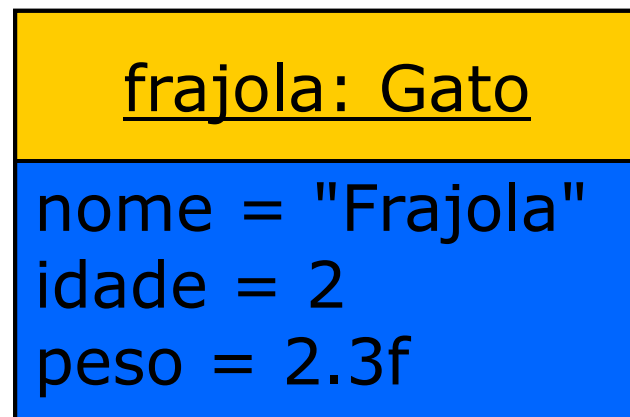 frajola: Gato
nome = "Frajola"
idade = 2
peso = 2.3f